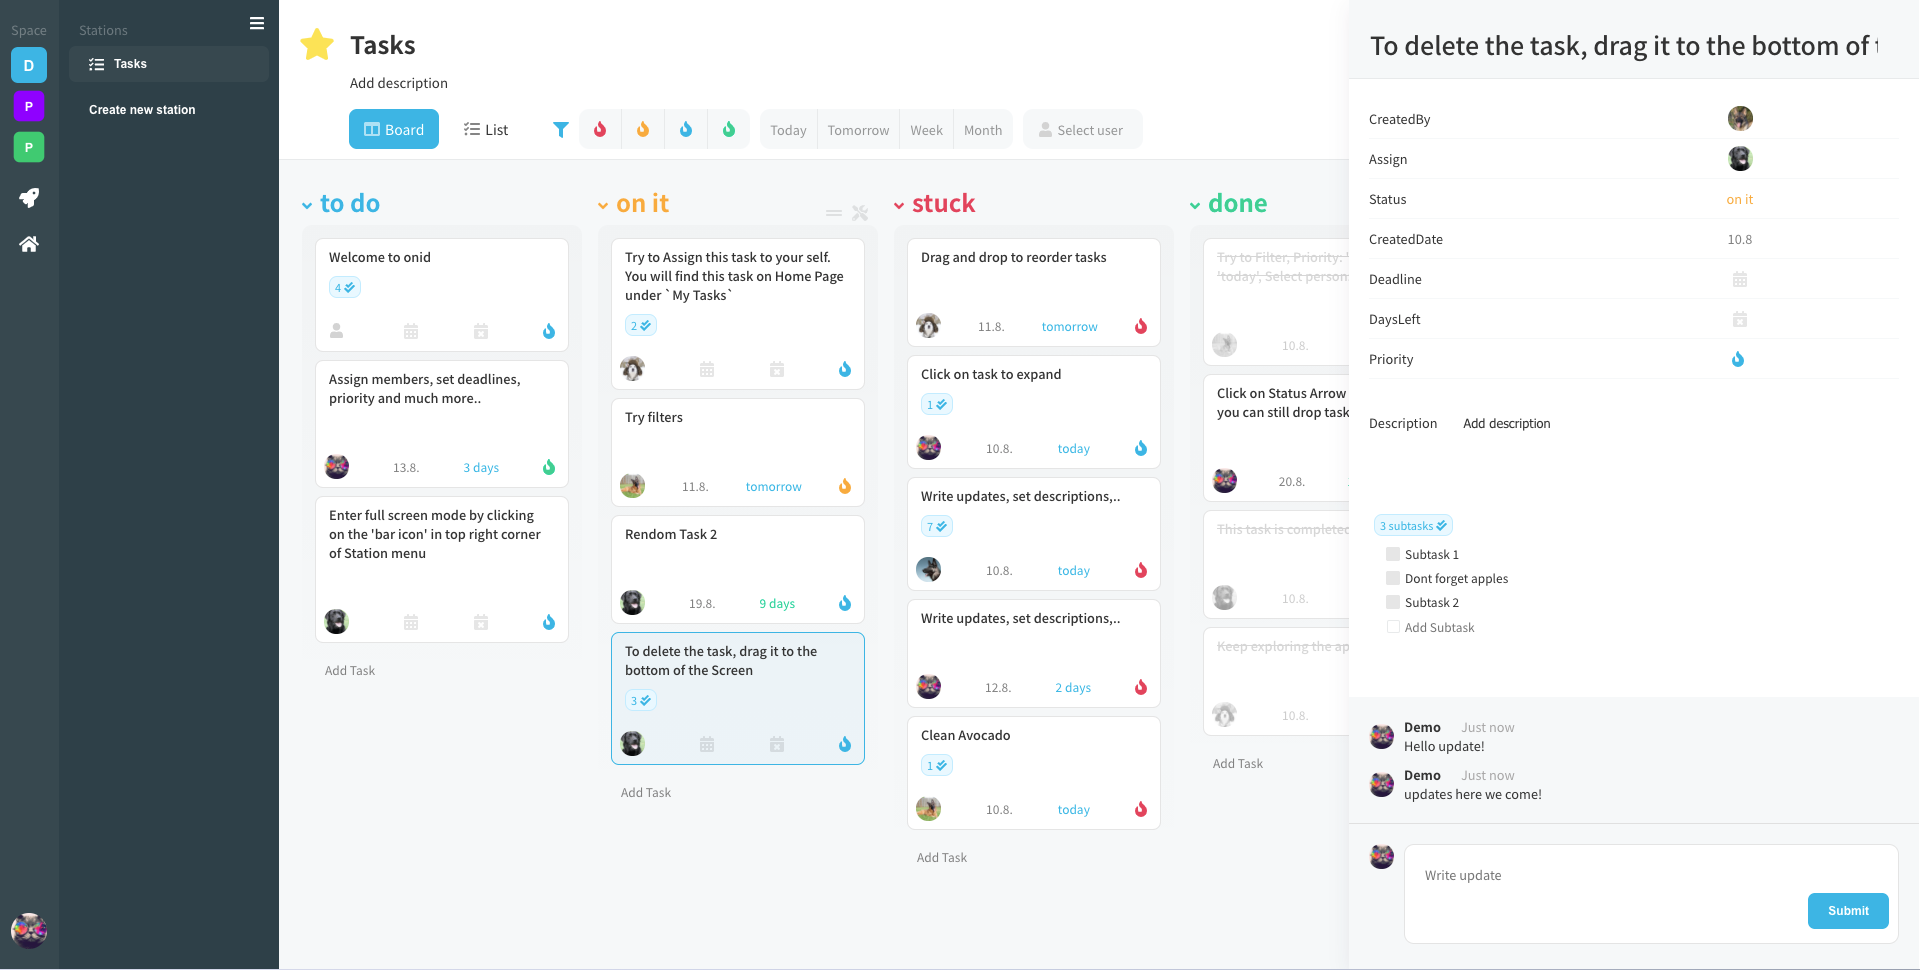 Space
D
P
P
Stations
Tasks
Create new station
Tasks
Add description
Board
List
Today
Tomorrow
Week
Month
Select user
to do
Welcome to onid
4
Assign members, set deadlines,
priority and much more..
13.8.
3 days
Enter full screen mode by clicking
on the 'bar icon' in top right corner
of Station menu
Add Task
on it
Try to Assign this task to your self.
You will find this task on Home Page
under `My Tasks`
2
Try filters
11.8.
tomorrow
Rendom Task 2
19.8.
9 days
To delete the task, drag it to the
bottom of the Screen
3
Add Task
stuck
Drag and drop to reorder tasks
11.8.
tomorrow
Click on task to expand
1
10.8.
today
Write updates, set descriptions,..
7
10.8.
today
Write updates, set descriptions,..
12.8.
2 days
Clean Avocado
1
10.8.
today
Add Task
done
Try to Filter, Priority: '
'today', Select person
10.8.
Click on Status Arrow
you can still drop task
20.8.
This task is completed
10.8.
Keep exploring the ap
10.8.
Add Task
To delete the task, drag it to the bottom of
CreatedBy
Assign
Status
on it
CreatedDate
10.8
Deadline
DaysLeft
Priority
Description
Add description
3 subtasks
Subtask 1
Dont forget apples
Subtask 2
Add Subtask
Demo
Just now
Hello update!
Demo
Just now
updates here we come!
Write update
Submit